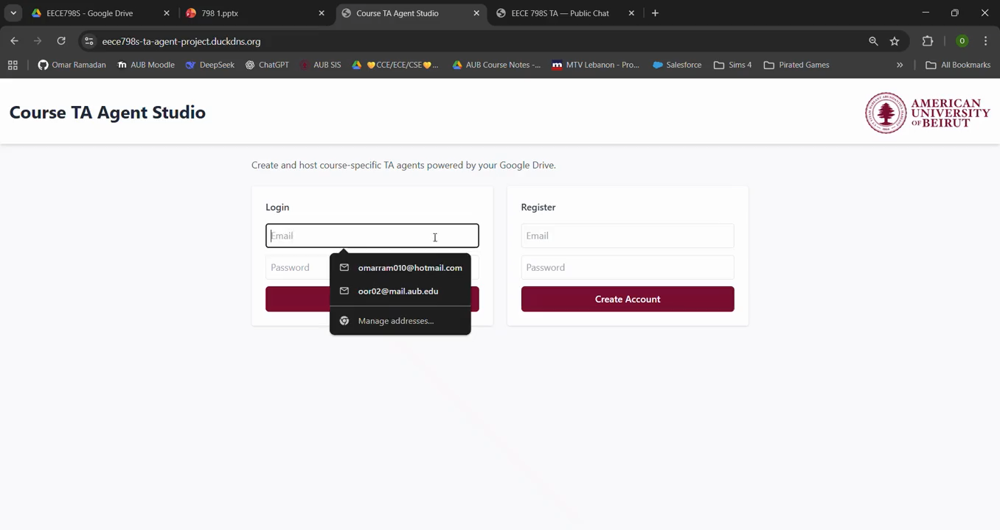 EECE798S - Google Drive
798 1.pptx
Course TA Agent Studio
EECE 798S TA — Public Chat
eece798s-ta-agent-project.duckdns.org
O
Omar Ramadan
AUB Moodle
DeepSeek
ChatGPT
AUB SIS
💛CCE/ECE/CSE💛...
AUB Course Notes -...
MTV Lebanon - Pro...
Salesforce
Sims 4
Pirated Games
»
All Bookmarks
Course TA Agent Studio
AMERICAN
UNIVERSITY
OF BEIRUT
Create and host course-specific TA agents powered by your Google Drive.
Login
Email
Password
omarram010@hotmail.com
oor02@mail.aub.edu
Manage addresses...
Register
Email
Password
Create Account